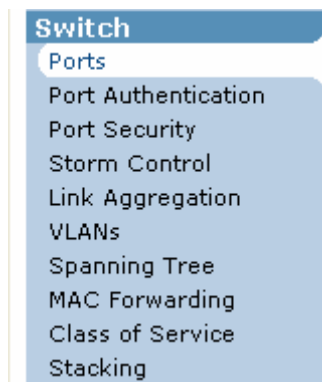 Switch
Ports
Port Authentication
Port Security
Storm Control
Link Aggregation
VLANs
Spanning Tree
MAC Forwarding
Class of Service
Stacking